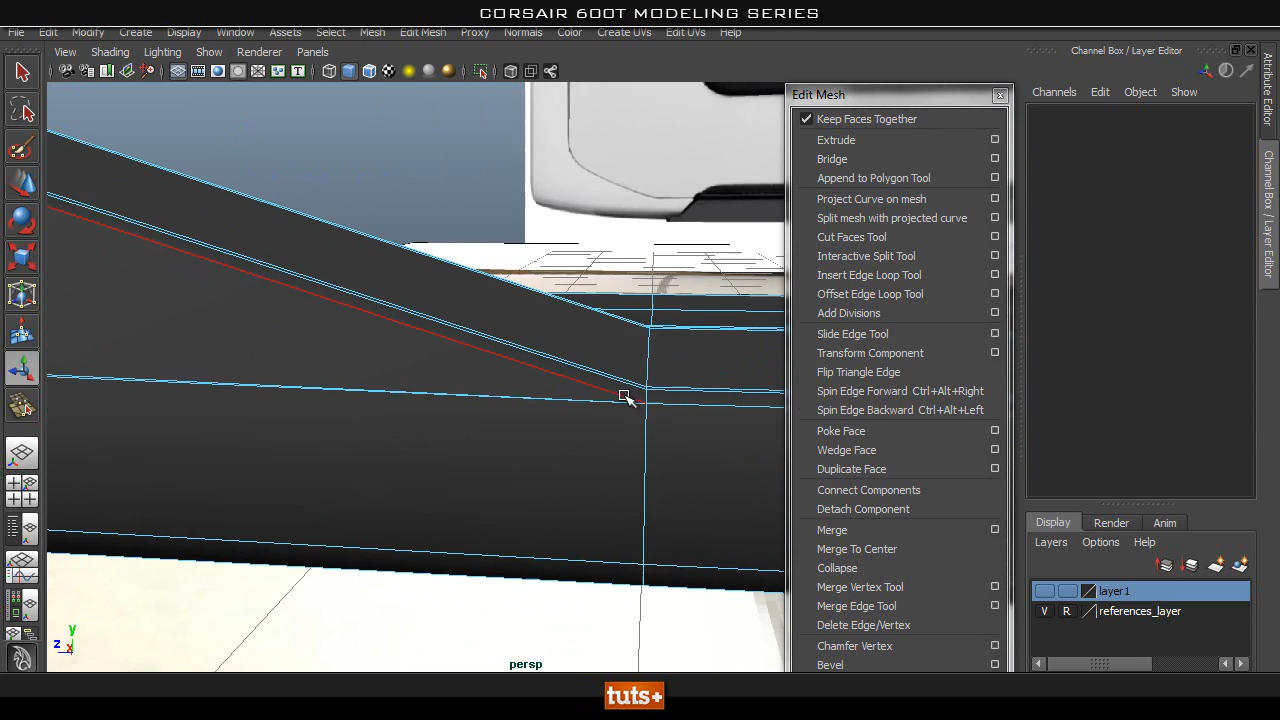 CORSAIR 600T MODELING SERIES
File Edit Modify Create Display Window Assets Select Mesh Edit Mesh Proxy Normals Color Create UVs Edit UVs Help
View Shading Lighting Show Renderer Panels
Channel Box / Layer Editor
Channels Edit Object Show
Attribute Editor
Channel Box / Layer Editor
Edit Mesh
Keep Faces Together
Extrude
Bridge
Append to Polygon Tool
Project Curve on mesh
Split mesh with projected curve
Cut Faces Tool
Interactive Split Tool
Insert Edge Loop Tool
Offset Edge Loop Tool
Add Divisions
Slide Edge Tool
Transform Component
Flip Triangle Edge
Spin Edge Forward Ctrl+Alt+Right
Spin Edge Backward Ctrl+Alt+Left
Poke Face
Wedge Face
Duplicate Face
Connect Components
Detach Component
Merge
Merge To Center
Collapse
Merge Vertex Tool
Merge Edge Tool
Delete Edge/Vertex
Chamfer Vertex
Bevel
Display Render Anim
Layers Options Help
layer1
V R references_layer
y
z x
persp
tuts+